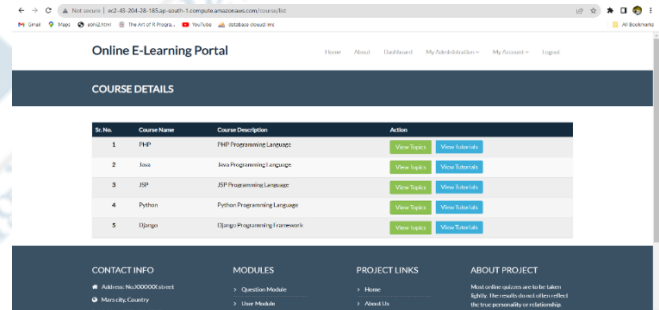 Not secure | ec2-43-204-28-185.ap-south-1.compute.amazonaws.com/course/list
Gmail Maps The Art of R Progra... YouTube All Bookmarks
Online E-Learning Portal
Home About Dashboard My Administration My Account Logout
COURSE DETAILS
Sr. No. Course Name Course Description Action
1 PHP PHP Programming Language View Topics View Tutorials
2 Java Java Programming Language View Topics View Tutorials
3 JSP JSP Programming Language View Topics View Tutorials
4 Python Python Programming Language View Topics View Tutorials
5 Django Django Programming Framework View Topics View Tutorials
CONTACT INFO MODULES PROJECT LINKS ABOUT PROJECT
> Question Module > Home Most online quizzes are to be taken
Address: No.XXXXXX street lightly. The results do not often reflect
Mars city, Country > User Module > About Us the true personality or relationship